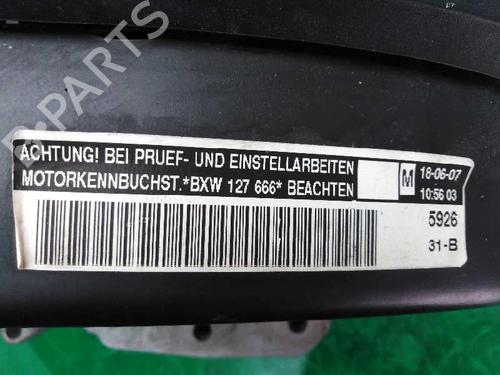 ACHTUNG! BEI PRUEF- UND EINSTELLARBEITEN
MOTORKENNBUCHST.*BXW 127 666* BEACHTEN
M
18-06-07
10:56 03
5926
31-B
B-PARTS